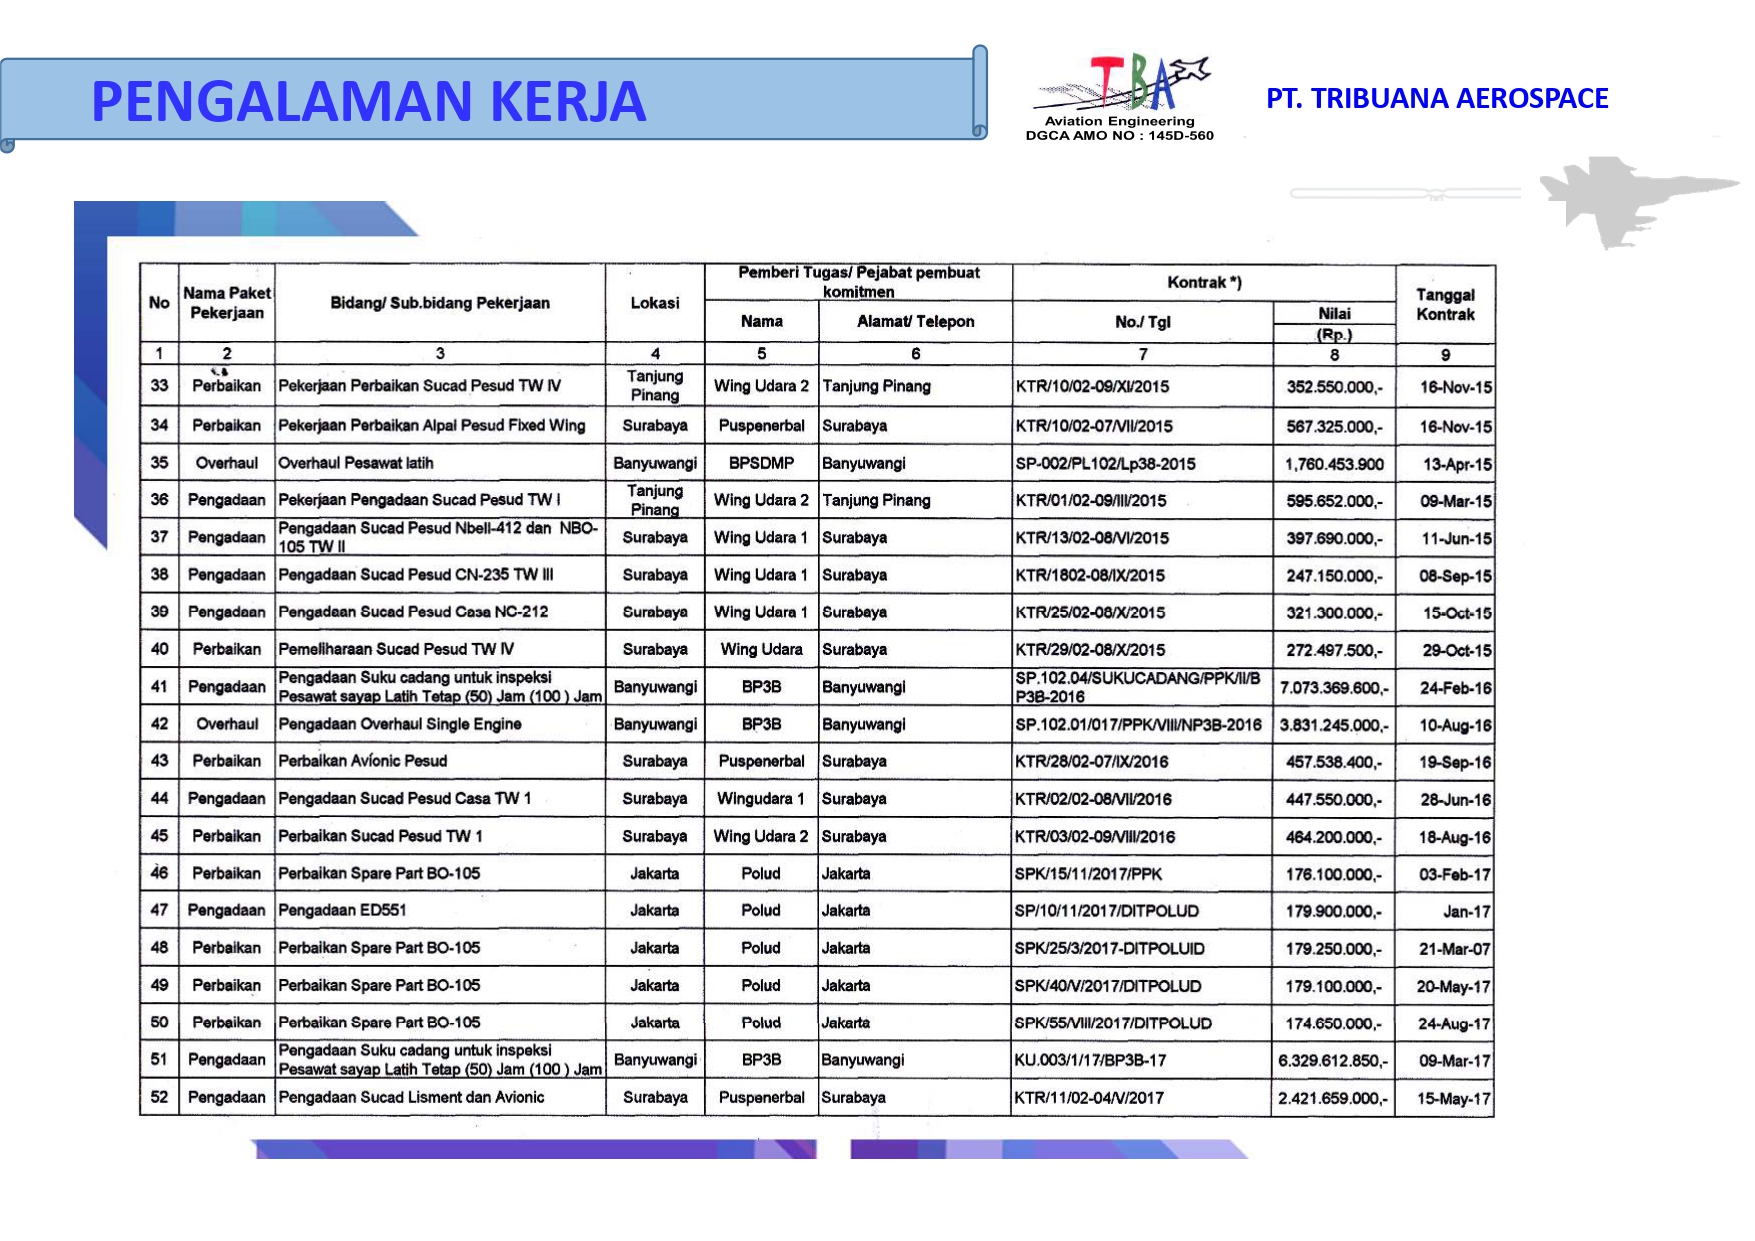 PENGALAMAN KERJA
TBA
Aviation Engineering
DGCA AMO NO : 145D-560
PT. TRIBUANA AEROSPACE
No | Nama Paket Pekerjaan | Bidang/ Sub.bidang Pekerjaan | Lokasi | Pemberi Tugas/ Pejabat pembuat komitmen | Kontrak *) | Tanggal Kontrak
Nama | Alamat/ Telepon | No./ Tgl | Nilai (Rp.)
1 | 2 | 3 | 4 | 5 | 6 | 7 | 8 | 9
33 | Perbaikan | Pekerjaan Perbaikan Sucad Pesud TW IV | Tanjung Pinang | Wing Udara 2 | Tanjung Pinang | KTR/10/02-09/XI/2015 | 352.550.000,- | 16-Nov-15
34 | Perbaikan | Pekerjaan Perbaikan Alpal Pesud Fixed Wing | Surabaya | Puspenerbal | Surabaya | KTR/10/02-07/VII/2015 | 567.325.000,- | 16-Nov-15
35 | Overhaul | Overhaul Pesawat latih | Banyuwangi | BPSDMP | Banyuwangi | SP-002/PL102/Lp38-2015 | 1,760.453.900 | 13-Apr-15
36 | Pengadaan | Pekerjaan Pengadaan Sucad Pesud TW I | Tanjung Pinang | Wing Udara 2 | Tanjung Pinang | KTR/01/02-09/III/2015 | 595.652.000,- | 09-Mar-15
37 | Pengadaan | Pengadaan Sucad Pesud Nbell-412 dan NBO-105 TW II | Surabaya | Wing Udara 1 | Surabaya | KTR/13/02-08/VI/2015 | 397.690.000,- | 11-Jun-15
38 | Pengadaan | Pengadaan Sucad Pesud CN-235 TW III | Surabaya | Wing Udara 1 | Surabaya | KTR/1802-08/IX/2015 | 247.150.000,- | 08-Sep-15
39 | Pengadaan | Pengadaan Sucad Pesud Casa NC-212 | Surabaya | Wing Udara 1 | Surabaya | KTR/25/02-08/X/2015 | 321.300.000,- | 15-Oct-15
40 | Perbaikan | Pemeliharaan Sucad Pesud TW IV | Surabaya | Wing Udara | Surabaya | KTR/29/02-08/X/2015 | 272.497.500,- | 29-Oct-15
41 | Pengadaan | Pengadaan Suku cadang untuk inspeksi Pesawat sayap Latih Tetap (50) Jam (100 ) Jam | Banyuwangi | BP3B | Banyuwangi | SP.102.04/SUKUCADANG/PPK/II/BP3B-2016 | 7.073.369.600,- | 24-Feb-16
42 | Overhaul | Pengadaan Overhaul Single Engine | Banyuwangi | BP3B | Banyuwangi | SP.102.01/017/PPK/VIII/NP3B-2016 | 3.831.245.000,- | 10-Aug-16
43 | Perbaikan | Perbaikan Avionic Pesud | Surabaya | Puspenerbal | Surabaya | KTR/28/02-07/IX/2016 | 457.538.400,- | 19-Sep-16
44 | Pengadaan | Pengadaan Sucad Pesud Casa TW 1 | Surabaya | Wingudara 1 | Surabaya | KTR/02/02-08/VII/2016 | 447.550.000,- | 28-Jun-16
45 | Perbaikan | Perbaikan Sucad Pesud TW 1 | Surabaya | Wing Udara 2 | Surabaya | KTR/03/02-09/VIII/2016 | 464.200.000,- | 18-Aug-16
46 | Perbaikan | Perbaikan Spare Part BO-105 | Jakarta | Polud | Jakarta | SPK/15/11/2017/PPK | 176.100.000,- | 03-Feb-17
47 | Pengadaan | Pengadaan ED551 | Jakarta | Polud | Jakarta | SP/10/11/2017/DITPOLUD | 179.900.000,- | Jan-17
48 | Perbaikan | Perbaikan Spare Part BO-105 | Jakarta | Polud | Jakarta | SPK/25/3/2017-DITPOLUID | 179.250.000,- | 21-Mar-07
49 | Perbaikan | Perbaikan Spare Part BO-105 | Jakarta | Polud | Jakarta | SPK/40/V/2017/DITPOLUD | 179.100.000,- | 20-May-17
50 | Perbaikan | Perbaikan Spare Part BO-105 | Jakarta | Polud | Jakarta | SPK/55/VIII/2017/DITPOLUD | 174.650.000,- | 24-Aug-17
51 | Pengadaan | Pengadaan Suku cadang untuk inspeksi Pesawat sayap Latih Tetap (50) Jam (100 ) Jam | Banyuwangi | BP3B | Banyuwangi | KU.003/1/17/BP3B-17 | 6.329.612.850,- | 09-Mar-17
52 | Pengadaan | Pengadaan Sucad Lisment dan Avionic | Surabaya | Puspenerbal | Surabaya | KTR/11/02-04/V/2017 | 2.421.659.000,- | 15-May-17